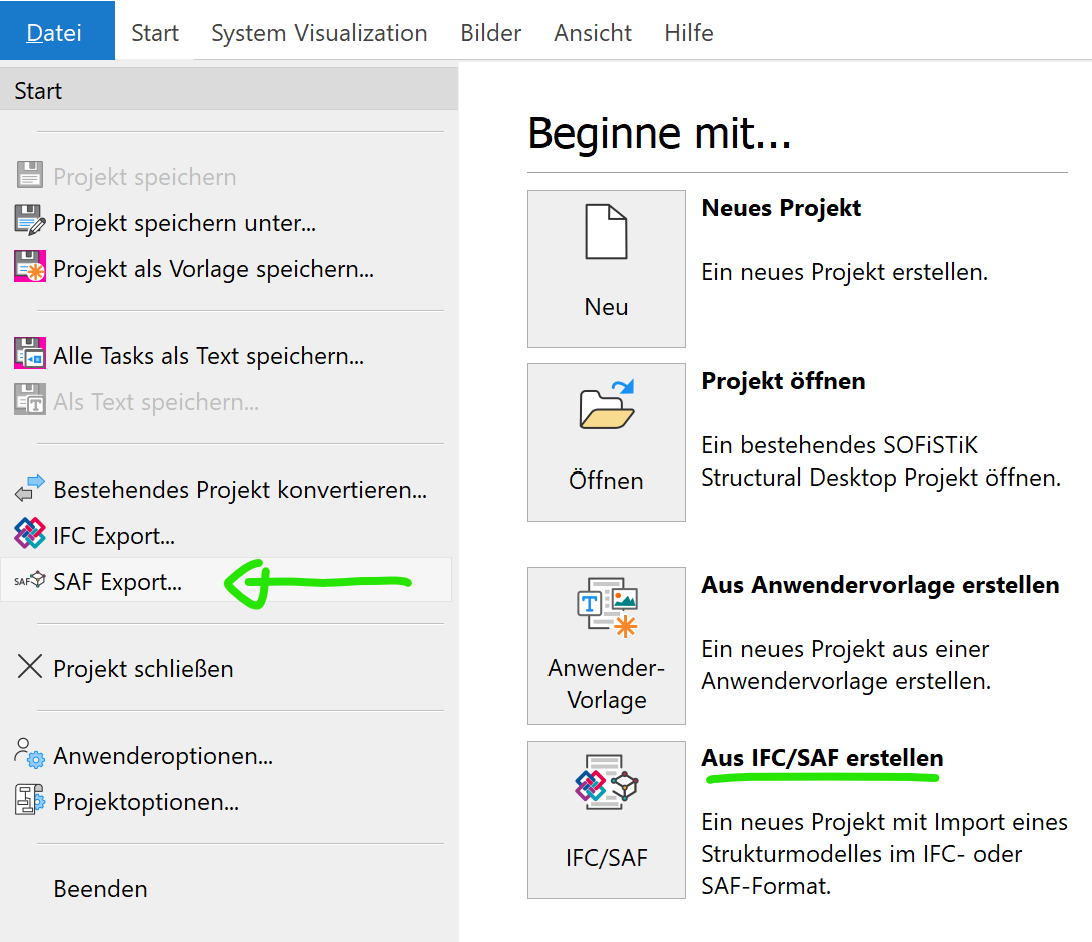 Datei Start System Visualization Bilder Ansicht Hilfe
Start
Projekt speichern
Projekt speichern unter...
Projekt als Vorlage speichern...
Alle Tasks als Text speichern...
Als Text speichern...
Bestehendes Projekt konvertieren...
IFC Export...
SAF SAF Export...
Projekt schließen
Anwenderoptionen...
Projektoptionen...
Beenden
Beginne mit...
Neu
Neues Projekt
Ein neues Projekt erstellen.
Öffnen
Projekt öffnen
Ein bestehendes SOFiSTiK
Structural Desktop Projekt öffnen.
Anwender-
Vorlage
Aus Anwendervorlage erstellen
Ein neues Projekt aus einer
Anwendervorlage erstellen.
IFC/SAF
Aus IFC/SAF erstellen
Ein neues Projekt mit Import eines
Strukturmodelles im IFC- oder
SAF-Format.